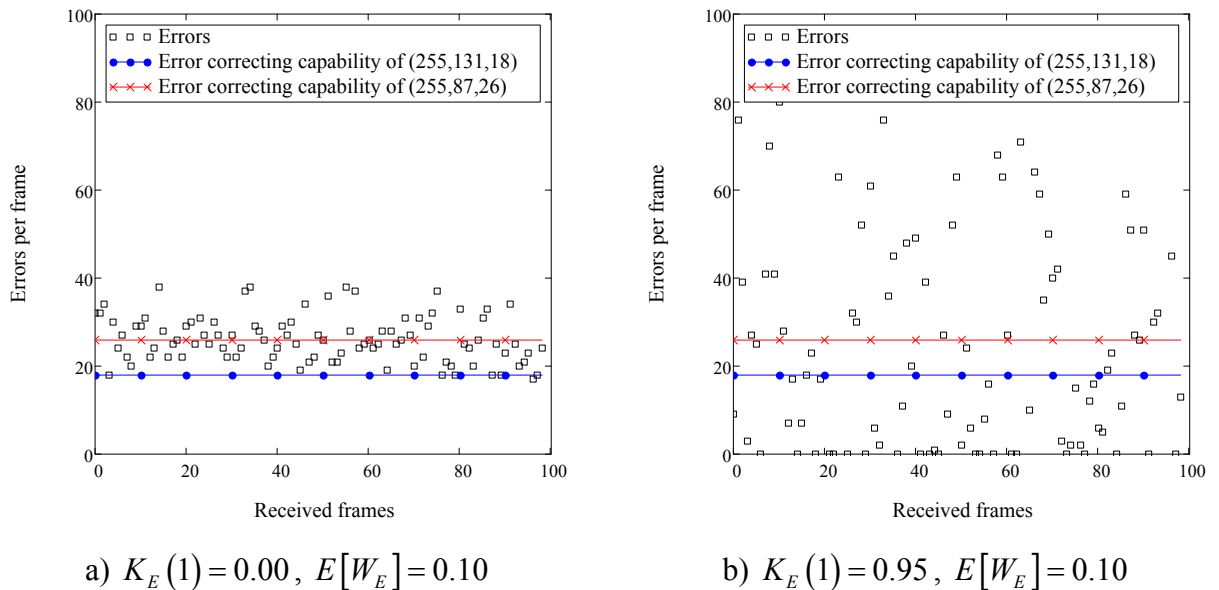 100
80
60
40
20
0
Errors per frame
Errors
Error correcting capability of (255,131,18)
Error correcting capability of (255,87,26)
0 20 40 60 80 100
Received frames
a) K_E(1) = 0.00, E[W_E] = 0.10
100
80
60
40
20
0
Errors per frame
Errors
Error correcting capability of (255,131,18)
Error correcting capability of (255,87,26)
0 20 40 60 80 100
Received frames
b) K_E(1) = 0.95, E[W_E] = 0.10